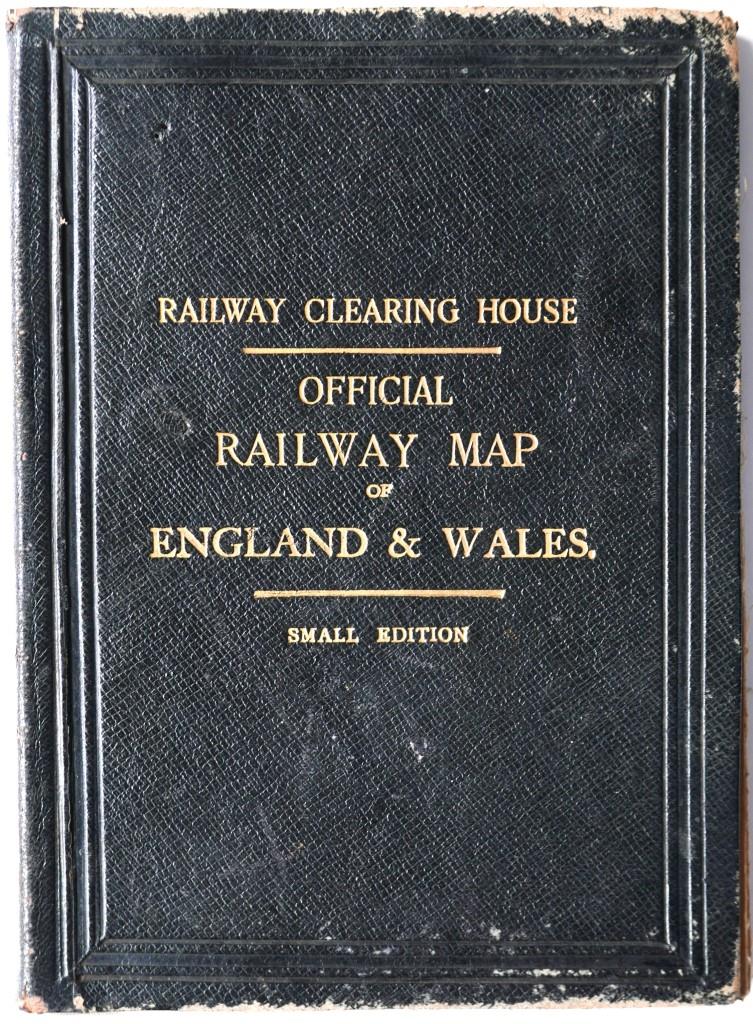 RAILWAY CLEARING HOUSE
OFFICIAL
RAILWAY MAP
OF
ENGLAND & WALES.
SMALL EDITION